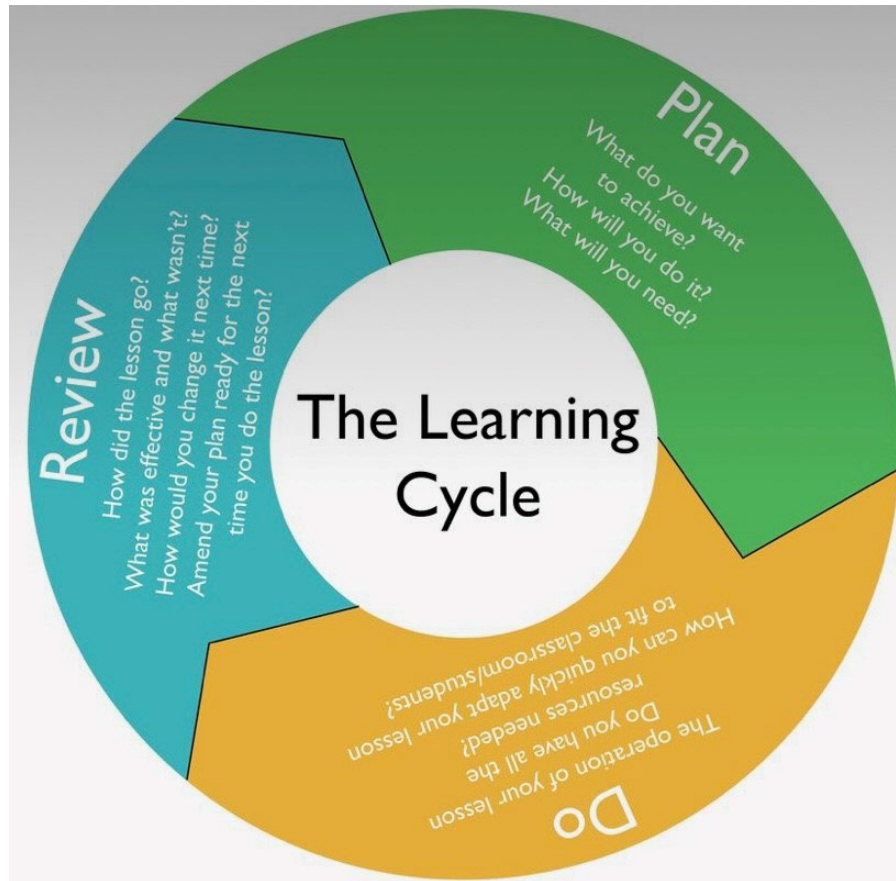 The Learning
Cycle
Plan
What do you want
to achieve?
How will you do it?
What will you need?
Do
The operation of your lesson
Do you have all the
resources needed?
How can you quickly adapt your lesson
to fit the classroom/students?
Review
How did the lesson go?
What was effective and what wasn't?
How would you change it next time?
Amend your plan ready for the next
time you do the lesson?